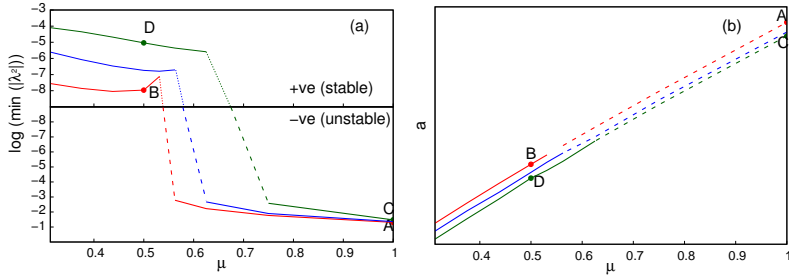 -3
-4
-5
-6
-7
-8
-8
-7
-6
-5
-4
-3
-2
-1
log (min (|λ²|))
(a)
D
B
+ve (stable)
−ve (unstable)
C
A
0.4 0.5 0.6 0.7 0.8 0.9 1
μ
(b)
A
C
B
D
a
0.4 0.5 0.6 0.7 0.8 0.9 1
μ